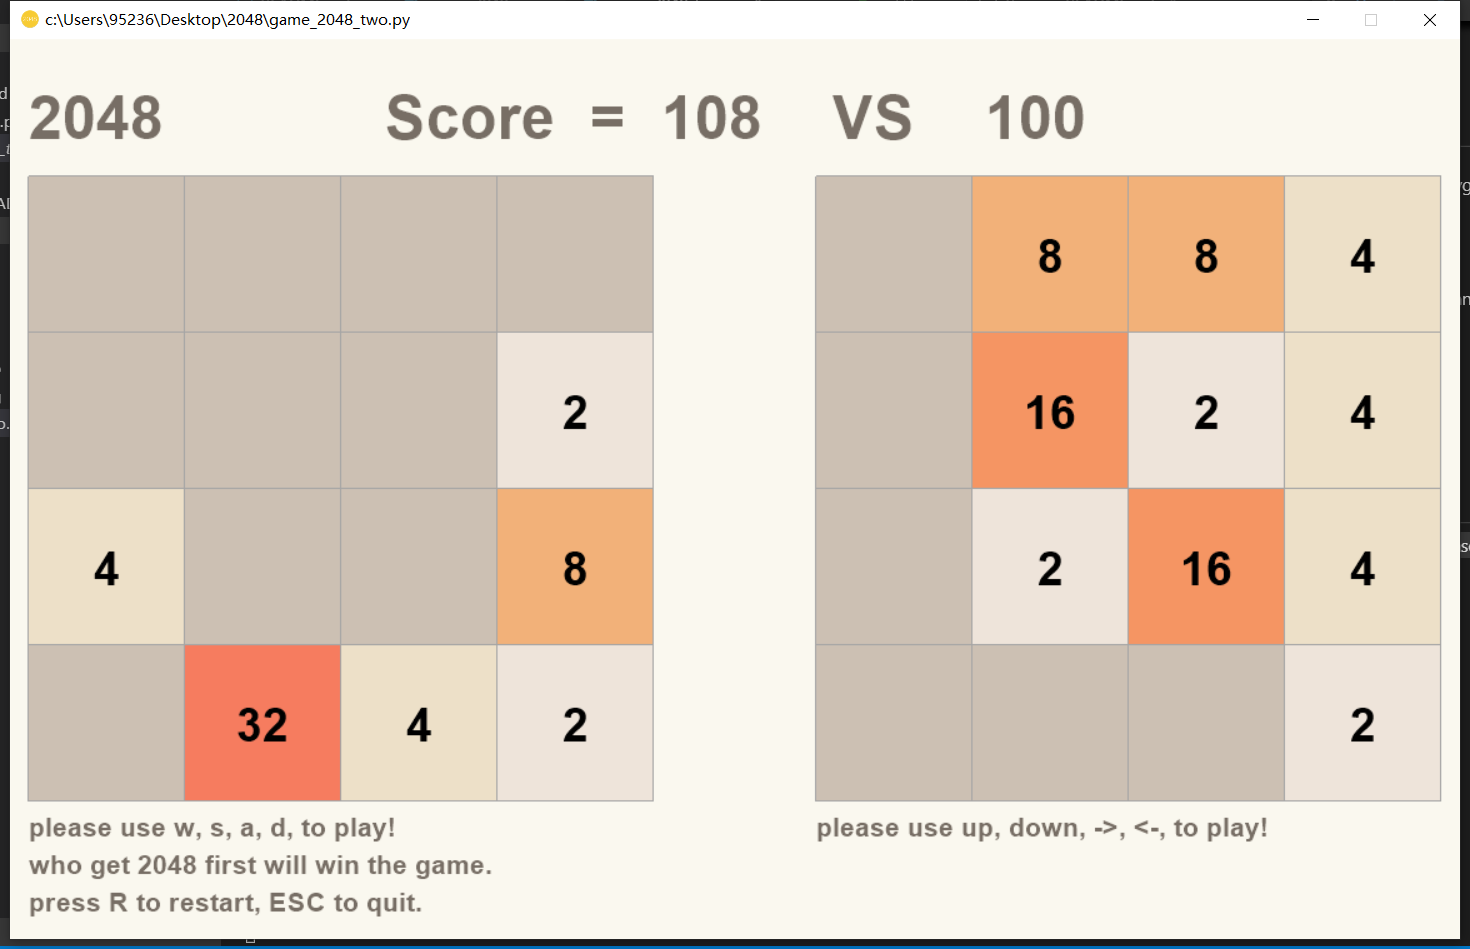 c:\Users\95236\Desktop\2048\game_2048_two.py
2048 Score = 108 VS 100
8 8 4
2 16 2 4
4 8 2 16 4
32 4 2 2
please use w, s, a, d, to play!
who get 2048 first will win the game.
press R to restart, ESC to quit.
please use up, down, ->, <-, to play!